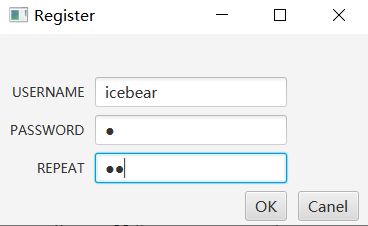 Register
USERNAME icebear
PASSWORD ●
REPEAT ●●
OK Canel